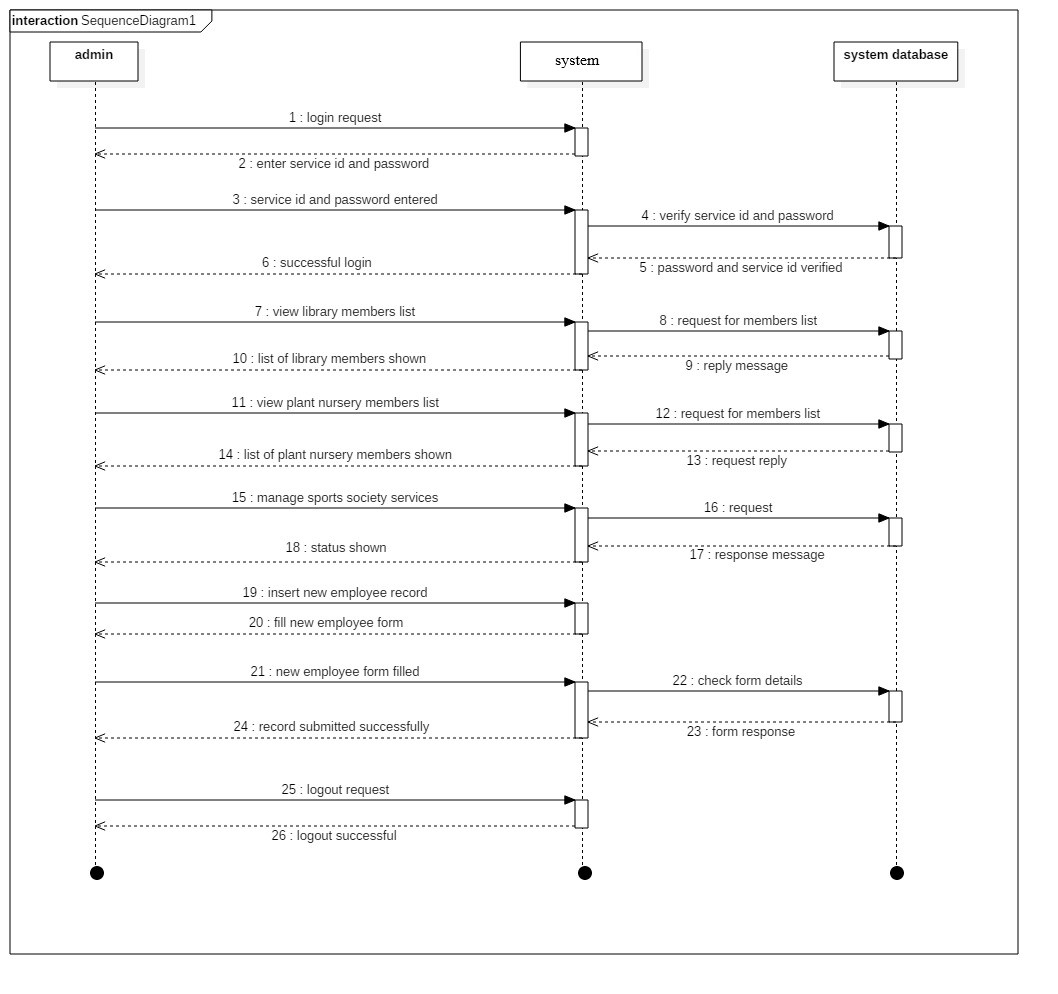 interaction SequenceDiagram1
admin
system
system database
1 : login request
2 : enter service id and password
3 : service id and password entered
4 : verify service id and password
5 : password and service id verified
6 : successful login
7 : view library members list
8 : request for members list
9 : reply message
10 : list of library members shown
11 : view plant nursery members list
12 : request for members list
13 : request reply
14 : list of plant nursery members shown
15 : manage sports society services
16 : request
17 : response message
18 : status shown
19 : insert new employee record
20 : fill new employee form
21 : new employee form filled
22 : check form details
23 : form response
24 : record submitted successfully
25 : logout request
26 : logout successful